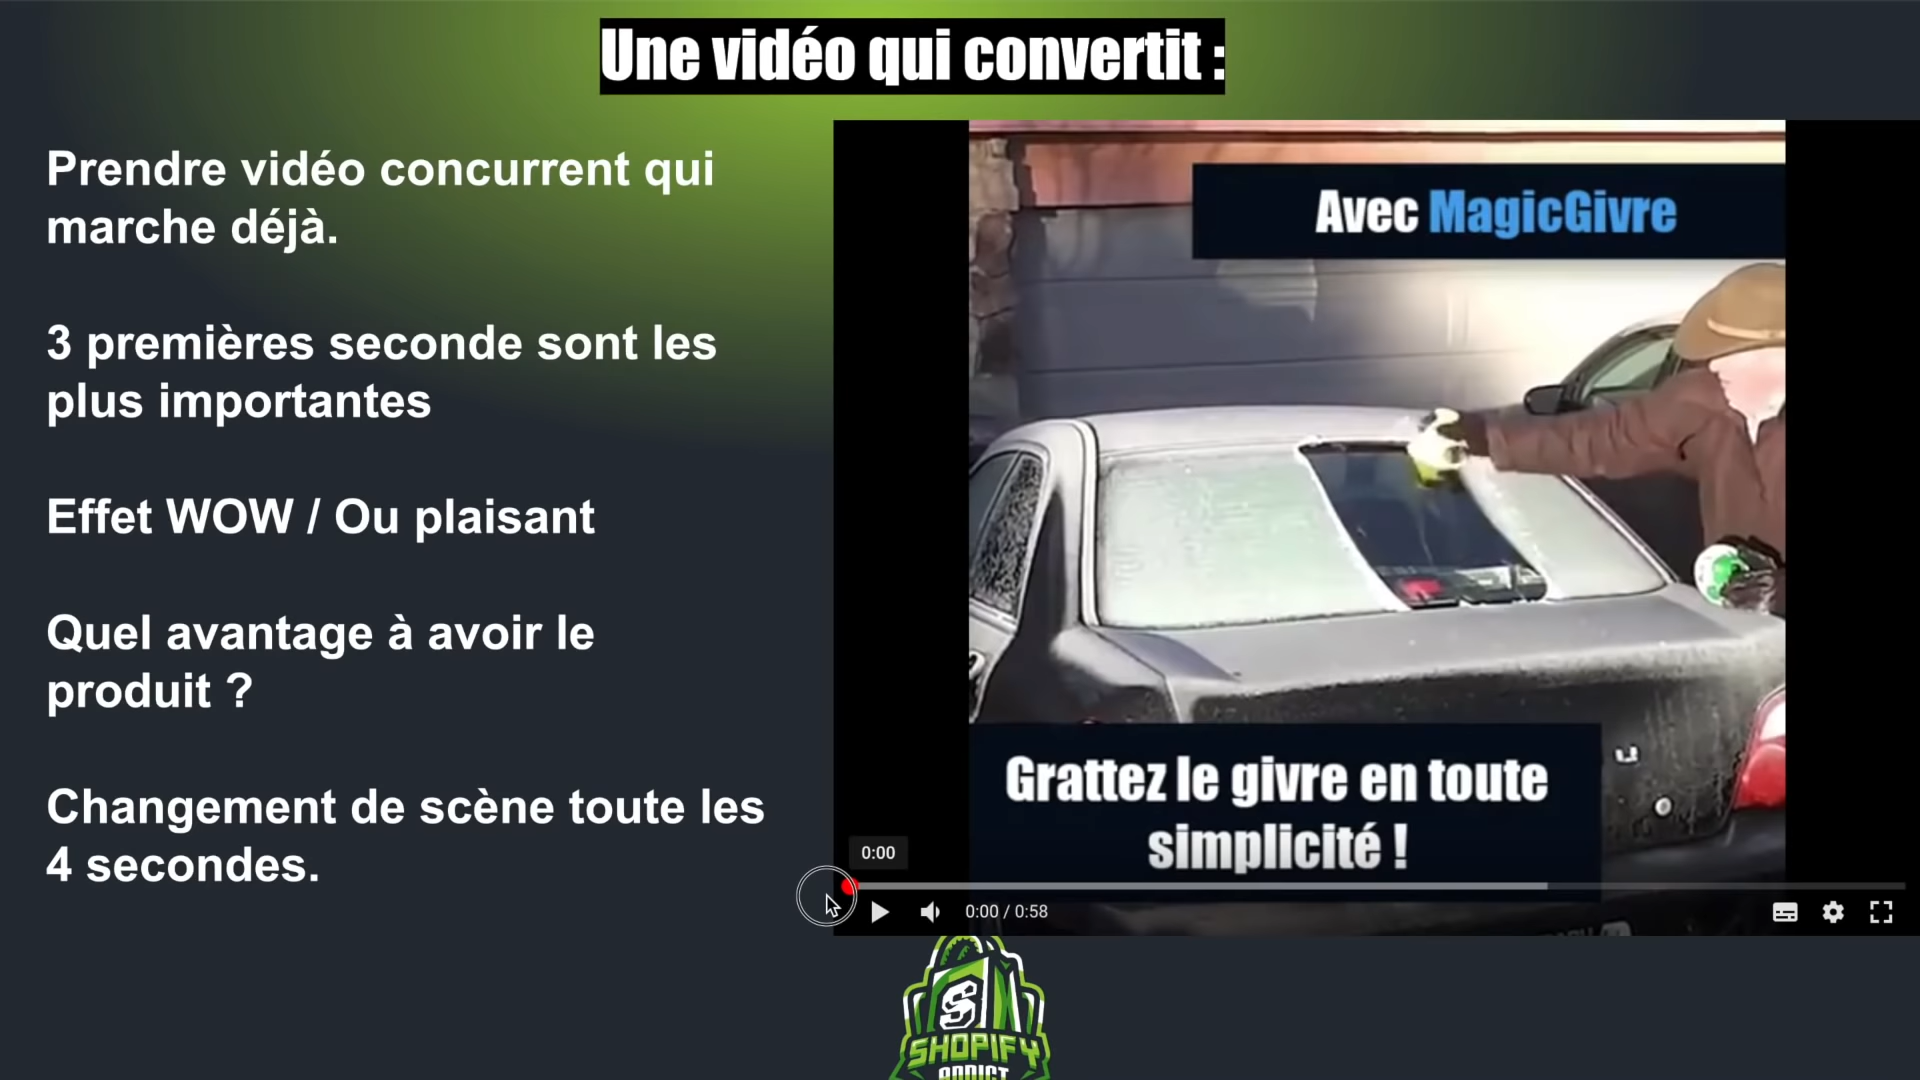 Une vidéo qui convertit :
Prendre vidéo concurrent qui
marche déjà.
3 premières seconde sont les
plus importantes
Effet WOW / Ou plaisant
Quel avantage à avoir le
produit ?
Changement de scène toute les
4 secondes.
Avec MagicGivre
Grattez le givre en toute
simplicité !
0:00
0:00 / 0:58
S
SHOPIFY
ADDICT